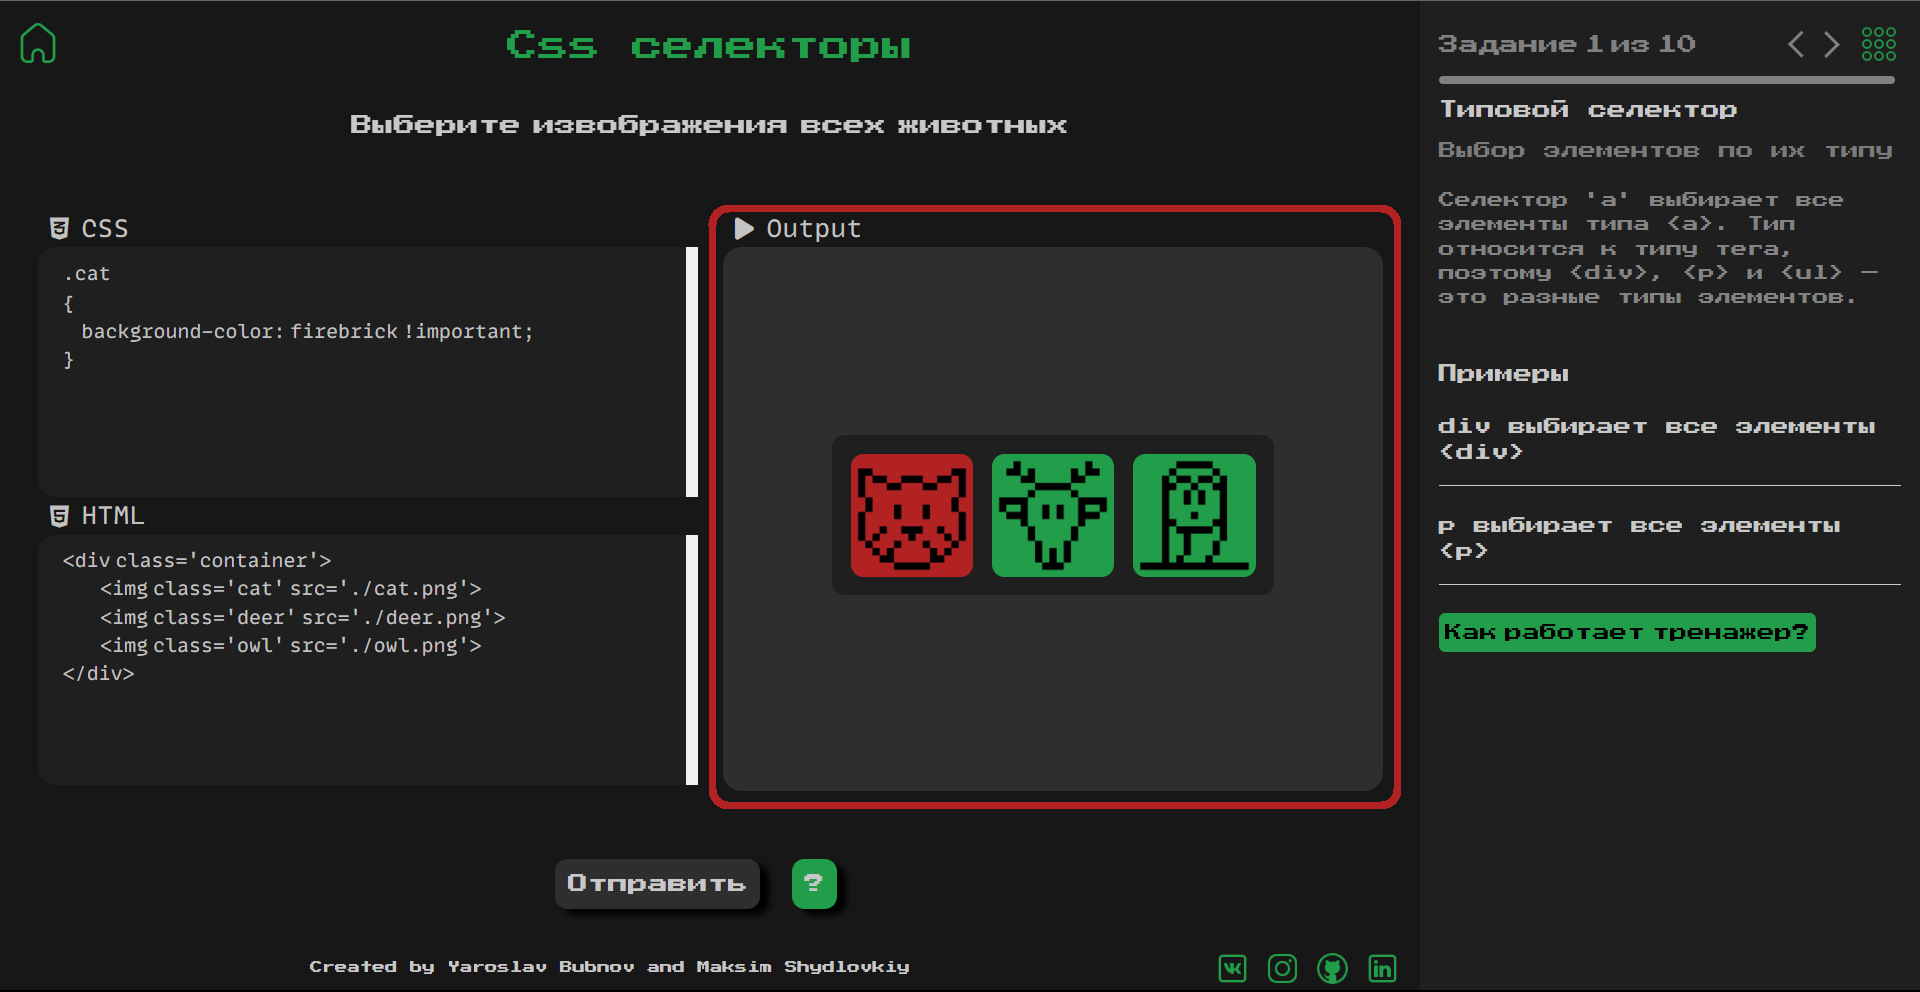 Css селекторы
Выберите извображения всех животных
CSS
.cat
{
background-color: firebrick !important;
}
HTML
<div class='container'>
<img class='cat' src='./cat.png'>
<img class='deer' src='./deer.png'>
<img class='owl' src='./owl.png'>
</div>
Output
Отправить
?
Created by Yaroslav Bubnov and Maksim Shydlovkiy
Задание 1 из 10
Типовой селектор
Выбор элементов по их типу
Селектор 'a' выбирает все
элементы типа <a>. Тип
относится к типу тега,
поэтому <div>, <p> и <ul> —
это разные типы элементов.
Примеры
div выбирает все элементы
<div>
p выбирает все элементы
<p>
Как работает тренажер?